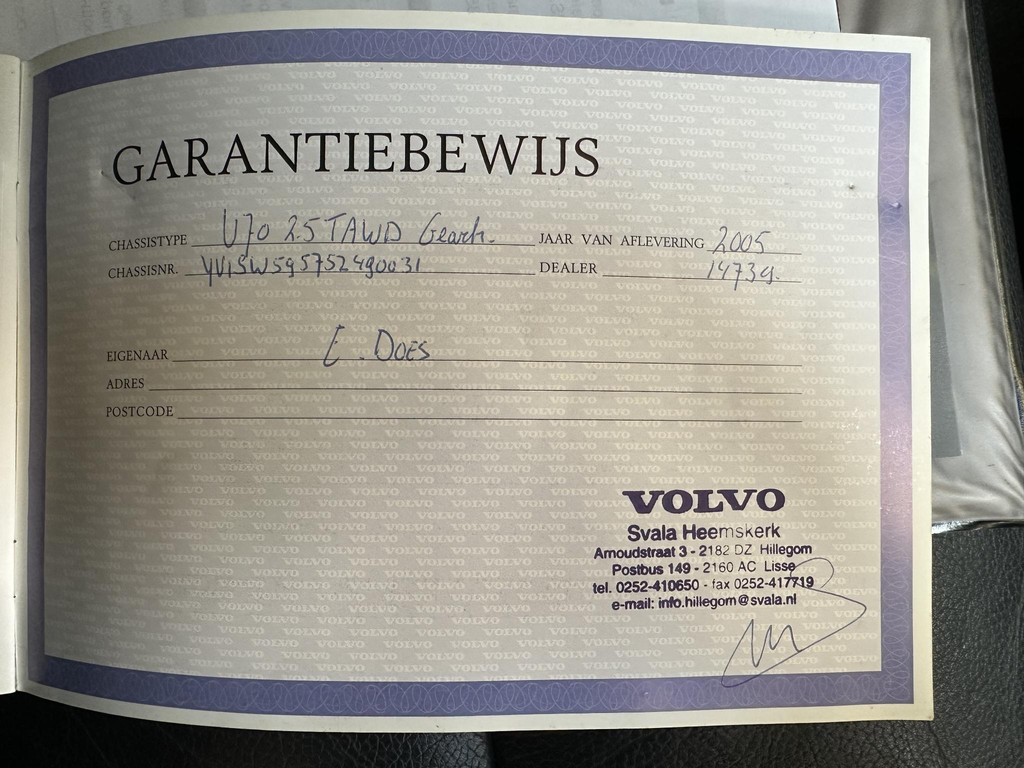 GARANTIEBEWIJS
CHASSISTYPE V70 2.5 TAWD Geartr. JAAR VAN AFLEVERING 2005
CHASSISNR. YV1SW595752490031 DEALER 14739.
EIGENAAR E. DOES
ADRES
POSTCODE
VOLVO
Svala Heemskerk
Arnoudstraat 3 - 2182 DZ Hillegom
Postbus 149 - 2160 AC Lisse
tel. 0252-410650 - fax 0252-417719
e-mail: info.hillegom@svala.nl